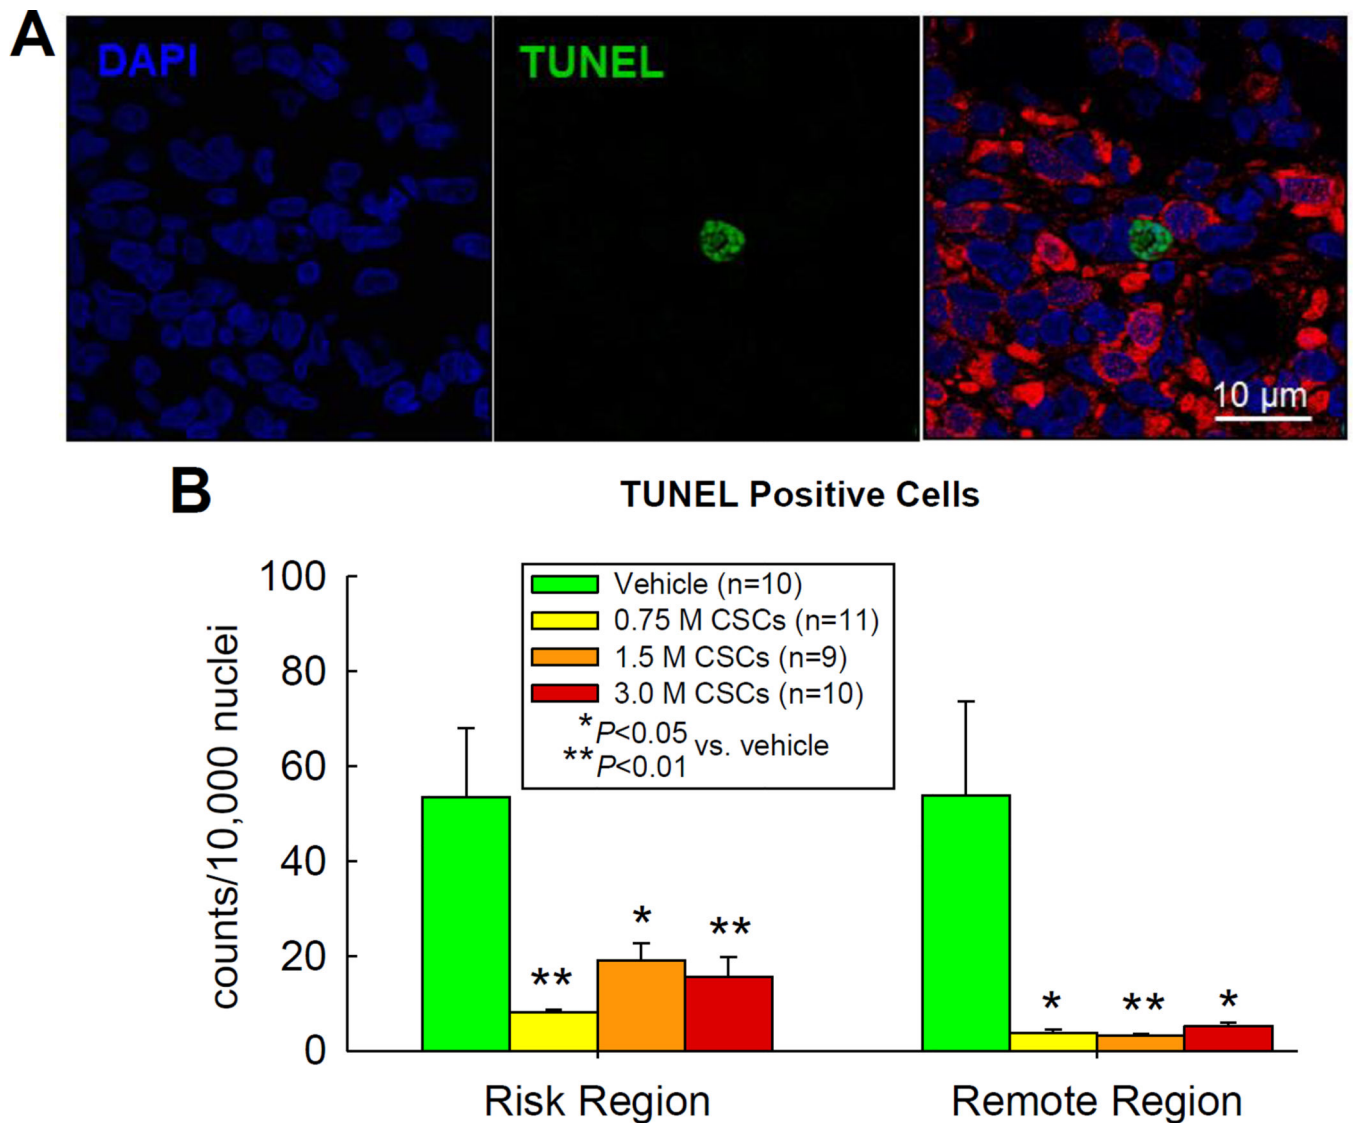 A
DAPI
TUNEL
10 µm
B
TUNEL Positive Cells
counts/10,000 nuclei
100
80
60
40
20
0
Vehicle (n=10)
0.75 M CSCs (n=11)
1.5 M CSCs (n=9)
3.0 M CSCs (n=10)
*P<0.05
**P<0.01
vs. vehicle
**
*
**
*
**
*
Risk Region
Remote Region